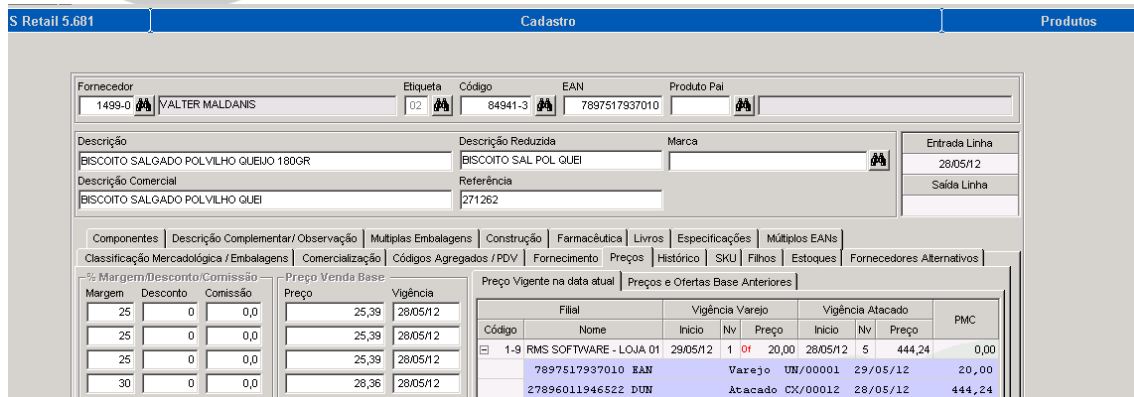 S Retail 5.681 Cadastro Produtos
Fornecedor Etiqueta Código EAN Produto Pai
1499-0 VALTER MALDANIS 02 84941-3 7897517937010
Descrição Descrição Reduzida Marca Entrada Linha
BISCOITO SALGADO POLVILHO QUEIJO 180GR BISCOITO SAL POL QUEI 28/05/12
Descrição Comercial Referência Saída Linha
BISCOITO SALGADO POLVILHO QUEI 271262
Componentes Descrição Complementar/ Observação Multiplas Embalagens Construção Farmacêutica Livros Especificações Múltiplos EANs
Classificação Mercadológica / Embalagens Comercialização Códigos Agregados / PDV Fornecimento Preços Histórico SKU Filhos Estoques Fornecedores Alternativos
% Margem/Desconto/Comissão Preço Venda Base Preço Vigente na data atual Preços e Ofertas Base Anteriores
Margem Desconto Comissão Preço Vigência
25 0 0,0 25,39 28/05/12 Filial Vigência Varejo Vigência Atacado PMC
25 0 0,0 25,39 28/05/12 Código Nome Inicio Nv Preço Inicio Nv Preço
25 0 0,0 25,39 28/05/12 1-9 RMS SOFTWARE - LOJA 01 29/05/12 1 Of 20,00 28/05/12 5 444,24 0,00
30 0 0,0 28,36 28/05/12 7897517937010 EAN Varejo UN/00001 29/05/12 20,00
27896011946522 DUN Atacado CX/00012 28/05/12 444,24